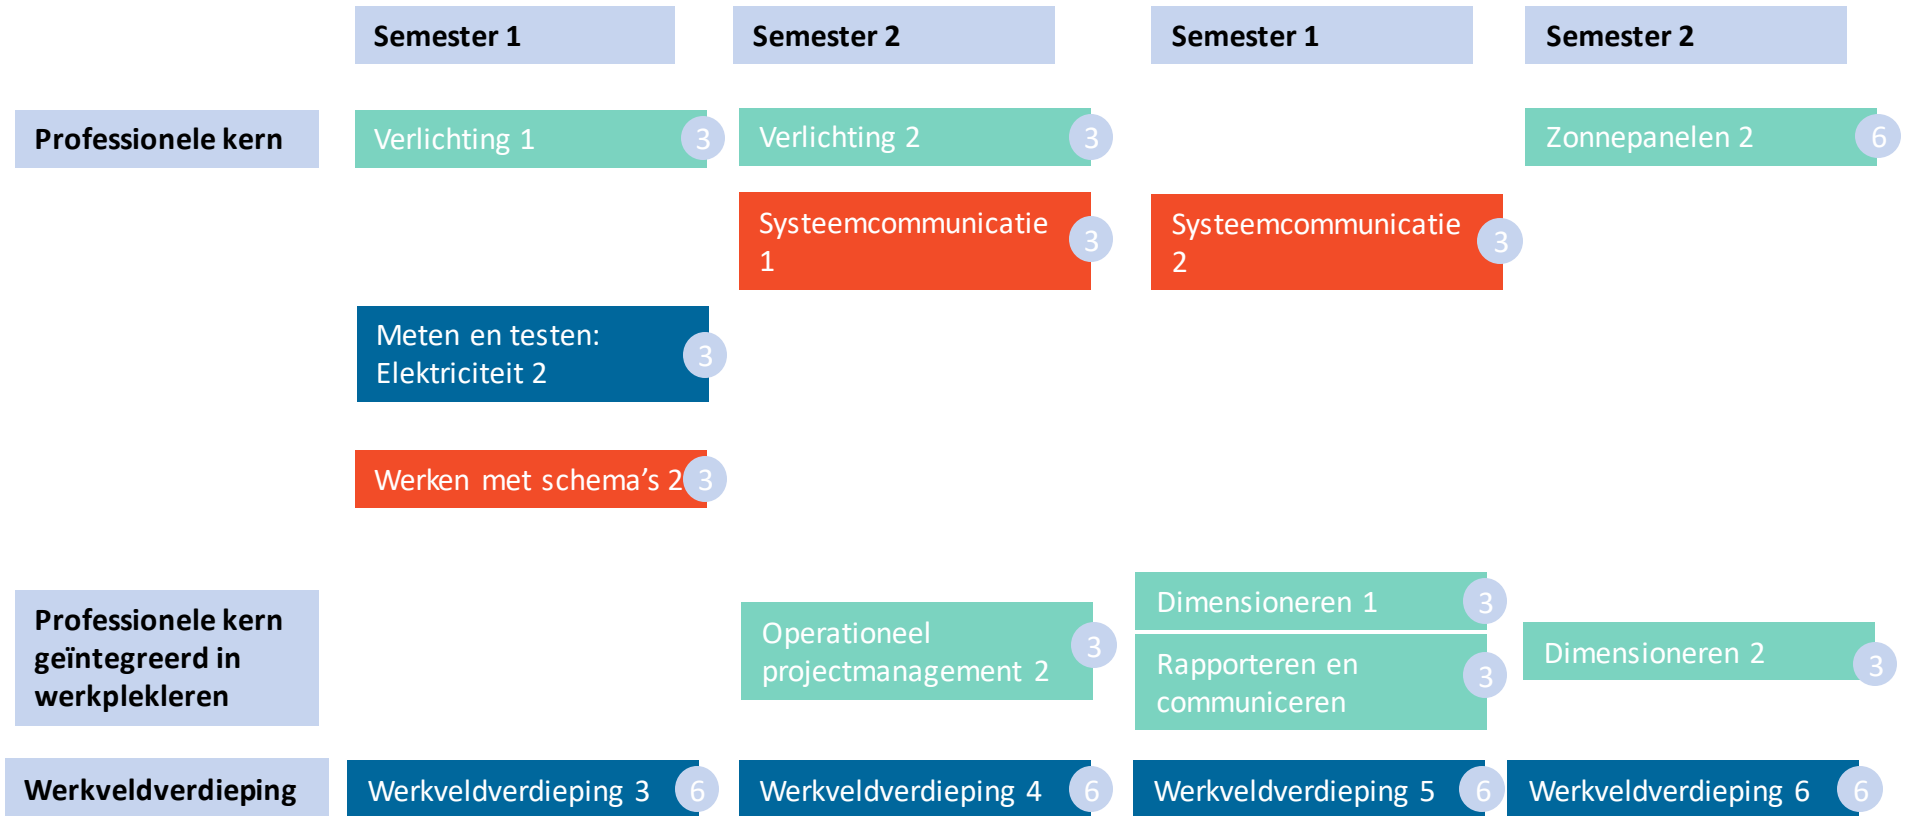 Semester 1
Semester 2
Semester 1
Semester 2
Professionele kern
Verlichting 1
3
Verlichting 2
3
Zonnepanelen 2
6
Systeemcommunicatie
1
3
Systeemcommunicatie
2
3
Meten en testen:
Elektriciteit 2
3
Werken met schema’s 2
3
Professionele kern
geïntegreerd in
werkplekleren
Operationeel
projectmanagement 2
3
Dimensioneren 1
3
Rapporteren en
communiceren
3
Dimensioneren 2
3
Werkveldverdieping
Werkveldverdieping 3
6
Werkveldverdieping 4
6
Werkveldverdieping 5
6
Werkveldverdieping 6
6